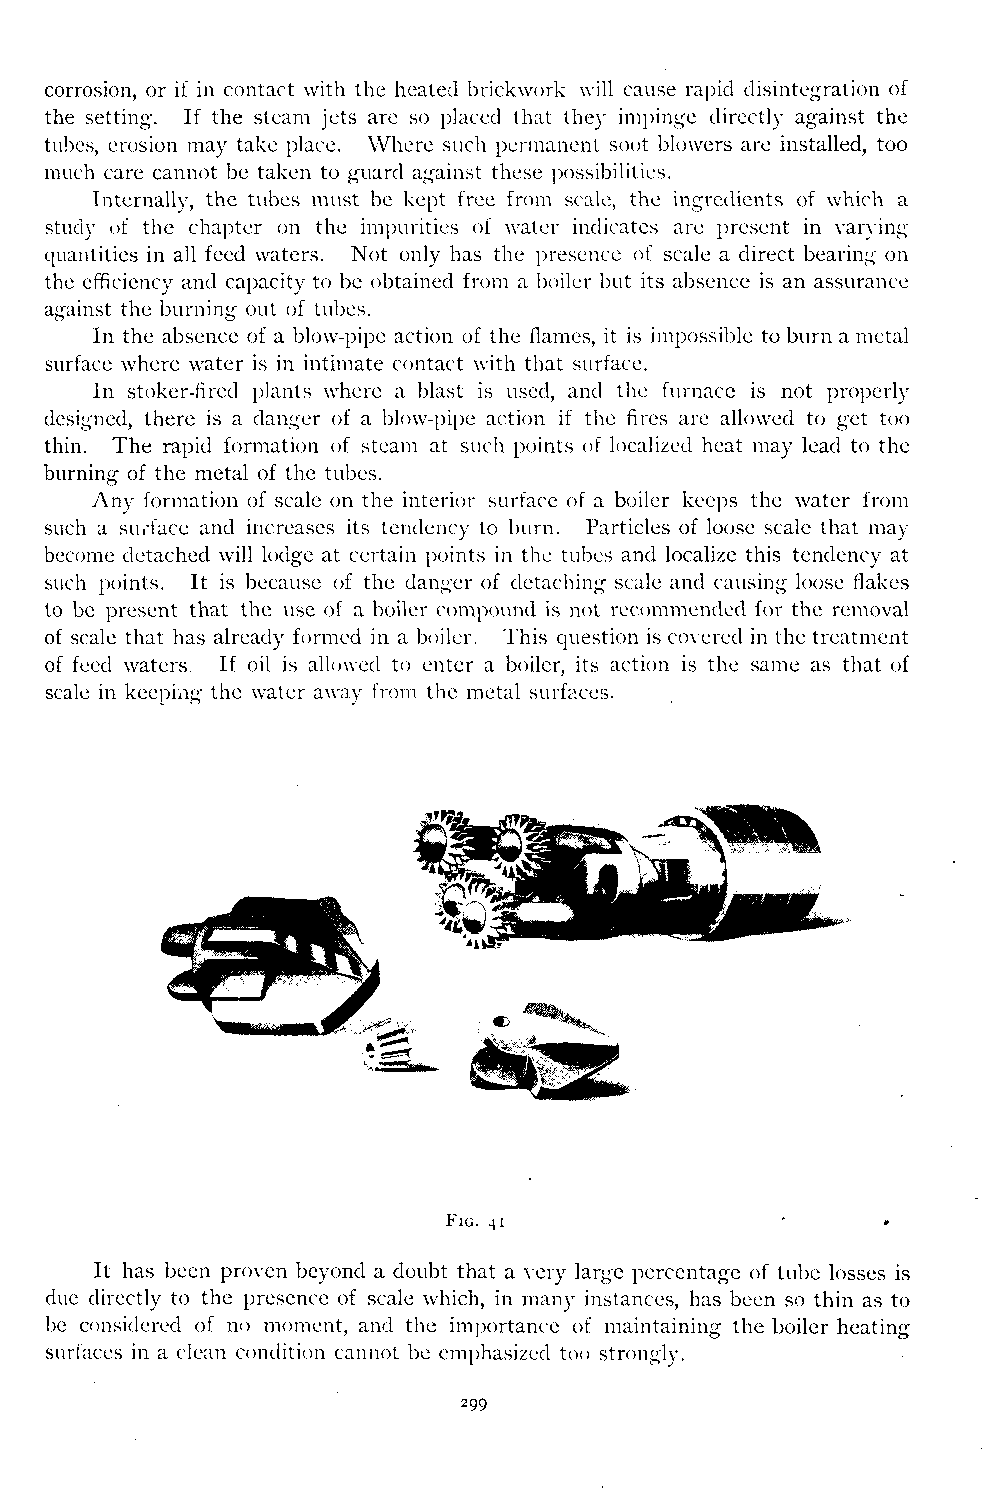 corrosion, or if in contact with the heated brickwork will cause rapid disintegration of
the setting. If the steam jets are so placed that they impinge directly against the
tubes, erosion may take place. Where such permanent soot blowers are installed, too
much care cannot be taken to guard against these possibilities.
Internally, the tubes must be kept free from scale, the ingredients of which a
study of the chapter on the impurities of water indicates are present in varying
quantities in all feed waters. Not only has the presence of scale a direct bearing on
the efficiency and capacity to be obtained from a boiler but its absence is an assurance
against the burning out of tubes.
In the absence of a blow-pipe action of the flames, it is impossible to burn a metal
surface where water is in intimate contact with that surface.
In stoker-fired plants where a blast is used, and the furnace is not properly
designed, there is a danger of a blow-pipe action if the fires are allowed to get too
thin. The rapid formation of steam at such points of localized heat may lead to the
burning of the metal of the tubes.
Any formation of scale on the interior surface of a boiler keeps the water from
such a surface and increases its tendency to burn. Particles of loose scale that may
become detached will lodge at certain points in the tubes and localize this tendency at
such points. It is because of the danger of detaching scale and causing loose flakes
to be present that the use of a boiler compound is not recommended for the removal
of scale that has already formed in a boiler. This question is covered in the treatment
of feed waters. If oil is allowed to enter a boiler, its action is the same as that of
scale in keeping the water away from the metal surfaces.
Fig. 41
It has been proven beyond a doubt that a very large percentage of tube losses is
due directly to the presence of scale which, in many instances, has been so thin as to
be considered of no moment, and the importance of maintaining the boiler heating
surfaces in a clean condition cannot be emphasized too strongly.
299